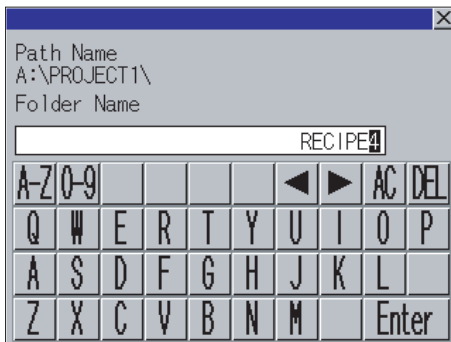 Path Name
A:\PROJECT1\
Folder Name
RECIPE4
A-Z 0-9 ◀ ▶ AC DEL
Q W E R T Y U I O P
A S D F G H J K L
Z X C V B N M Enter